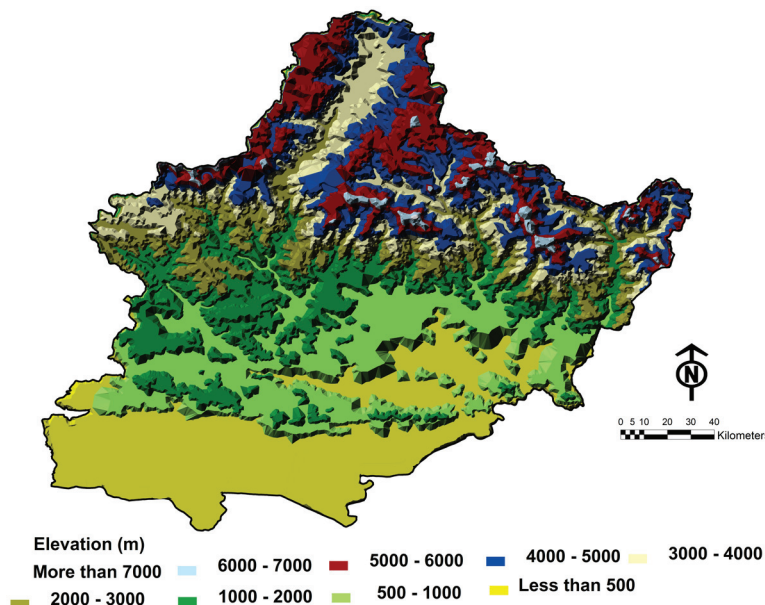 N
0 5 10 20 30 40
Kilometer
Elevation (m)
More than 7000 6000 - 7000 5000 - 6000 4000 - 5000 3000 - 4000
2000 - 3000 1000 - 2000 500 - 1000 Less than 500